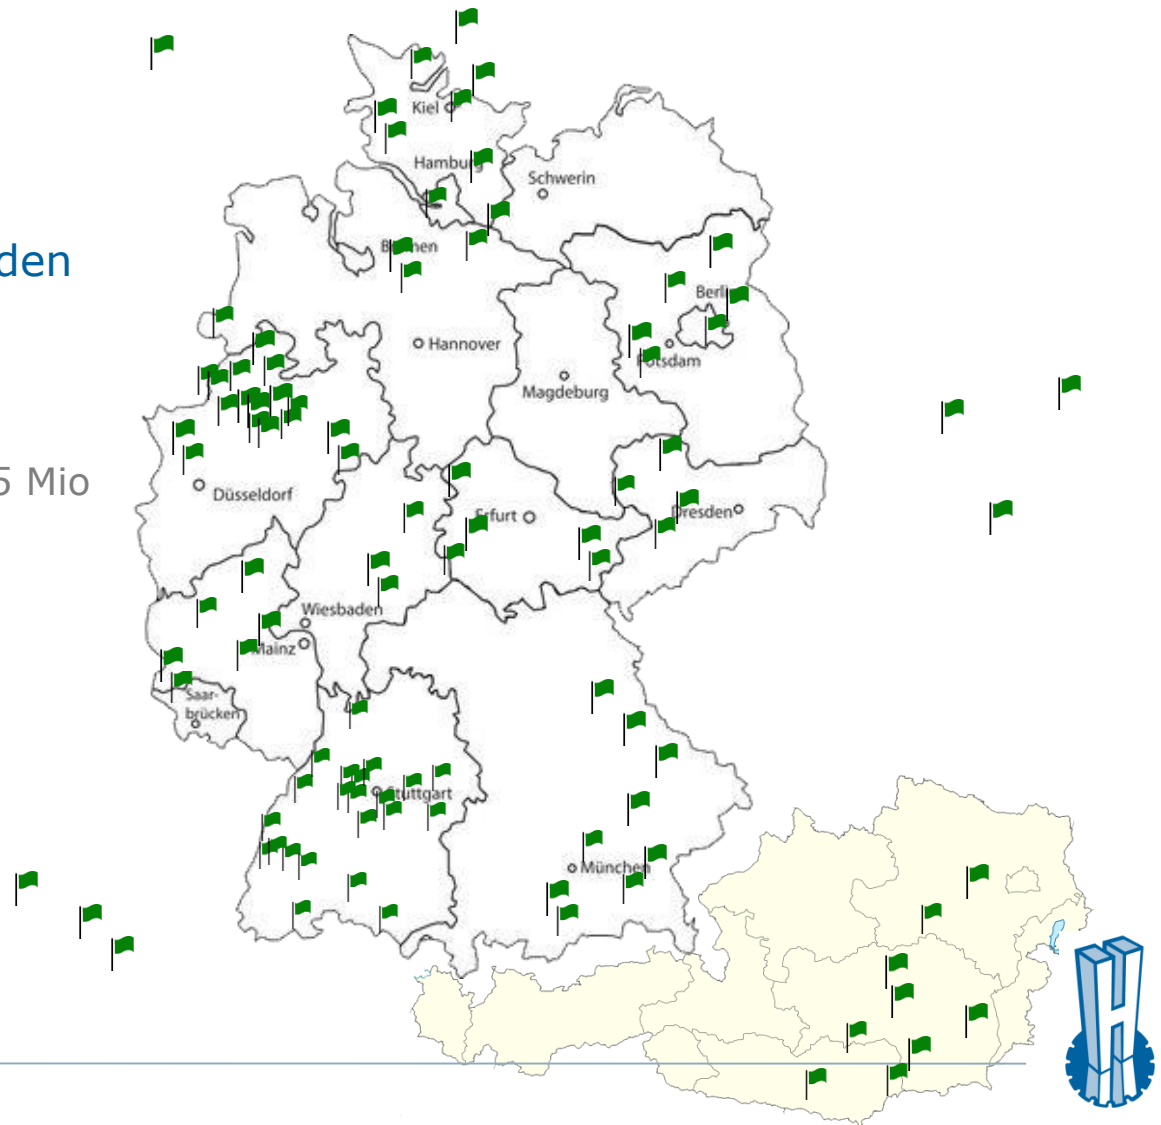 Kiel
Hamburg
Schwerin
Bremen
den
Berlin
Hannover
Potsdam
Magdeburg
5 Mio
Düsseldorf
Erfurt
Dresden
Wiesbaden
Mainz
Saar-
brücken
Stuttgart
München